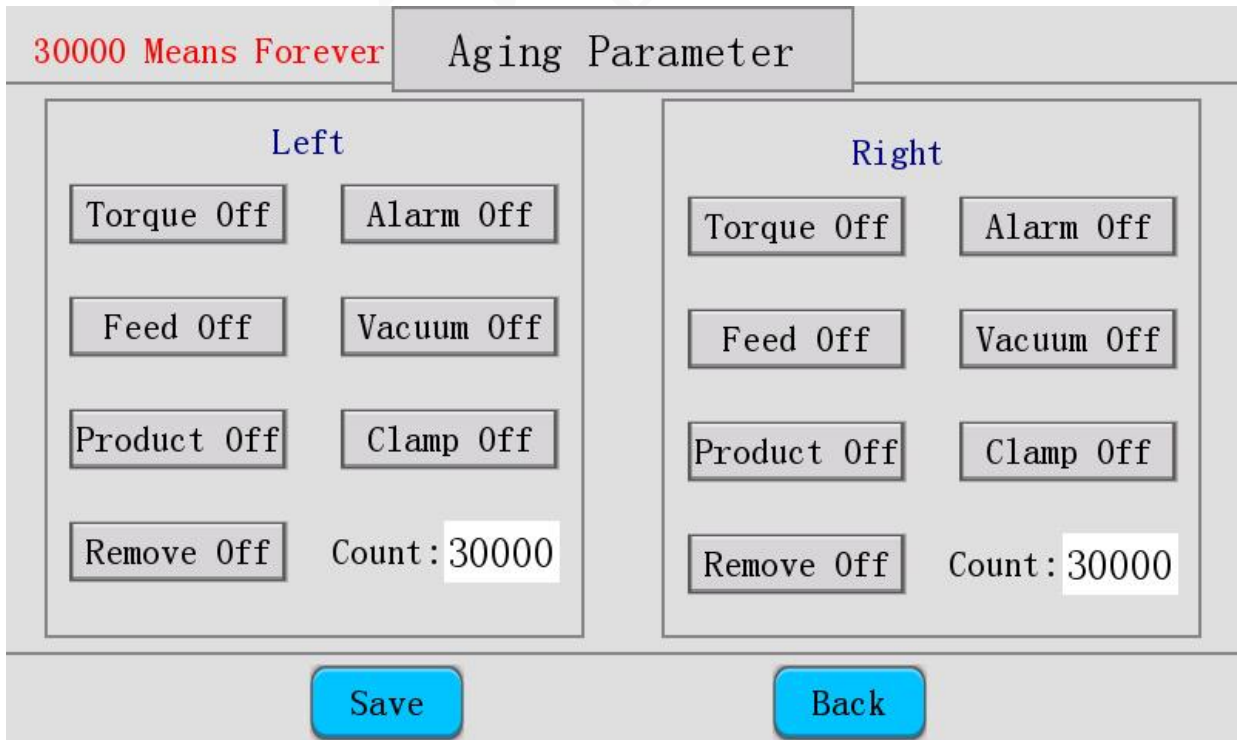 30000 Means Forever
Aging Parameter
Left
Torque Off
Alarm Off
Feed Off
Vacuum Off
Product Off
Clamp Off
Remove Off
Count:30000
Right
Torque Off
Alarm Off
Feed Off
Vacuum Off
Product Off
Clamp Off
Remove Off
Count:30000
Save
Back